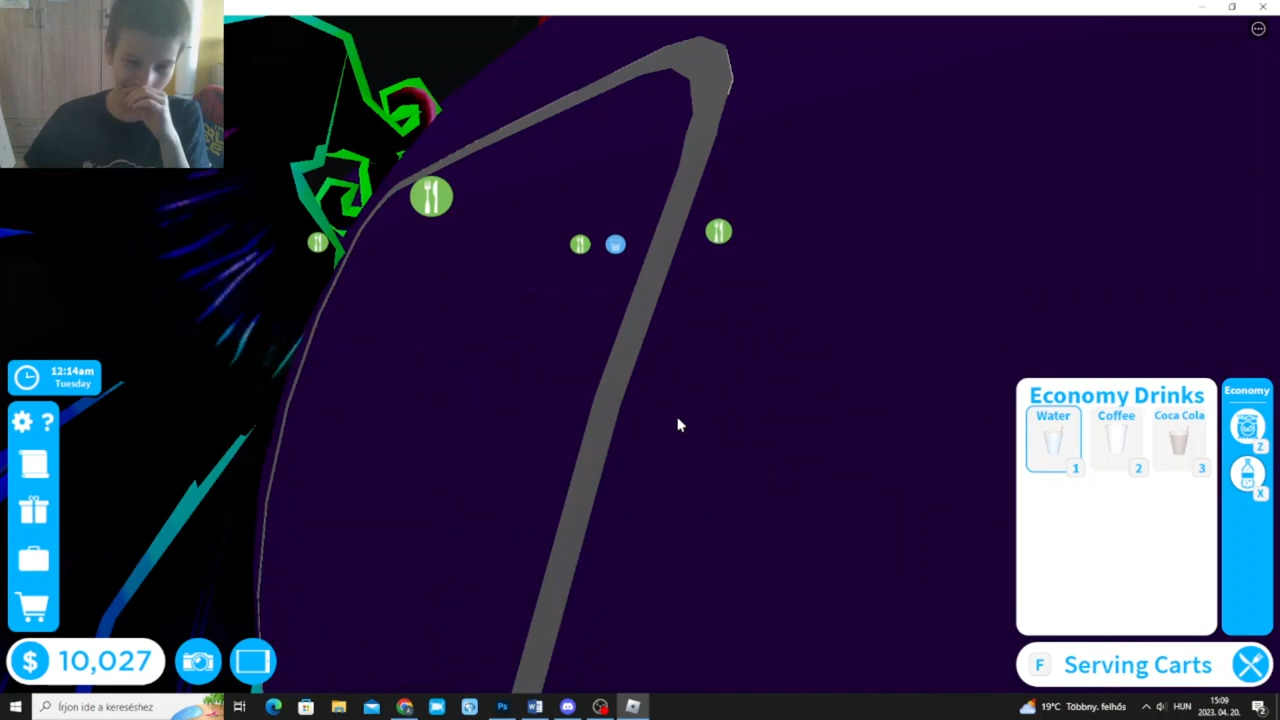 12:14am
Tuesday
?
$ 10,027
Economy Drinks
Water
Coffee
Coca Cola
1
2
3
Economy
Z
X
F Serving Carts
Írjon ide a kereséshez
19°C Többny. felhős
HUN
15:09
2023. 04. 20.
2